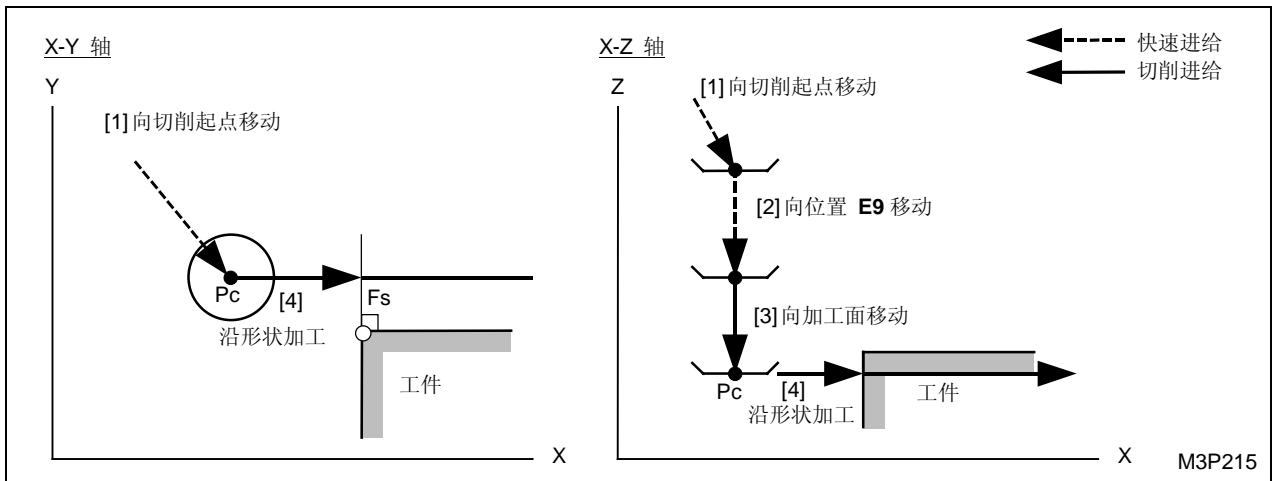 X-Y 轴
Y
[1]向切削起点移动
Pc
[4]
Fs
沿形状加工
工件
X
X-Z 轴
Z
[1]向切削起点移动
[2]向位置 E9 移动
[3]向加工面移动
Pc
[4]
沿形状加工
工件
X
快速进给
切削进给
M3P215